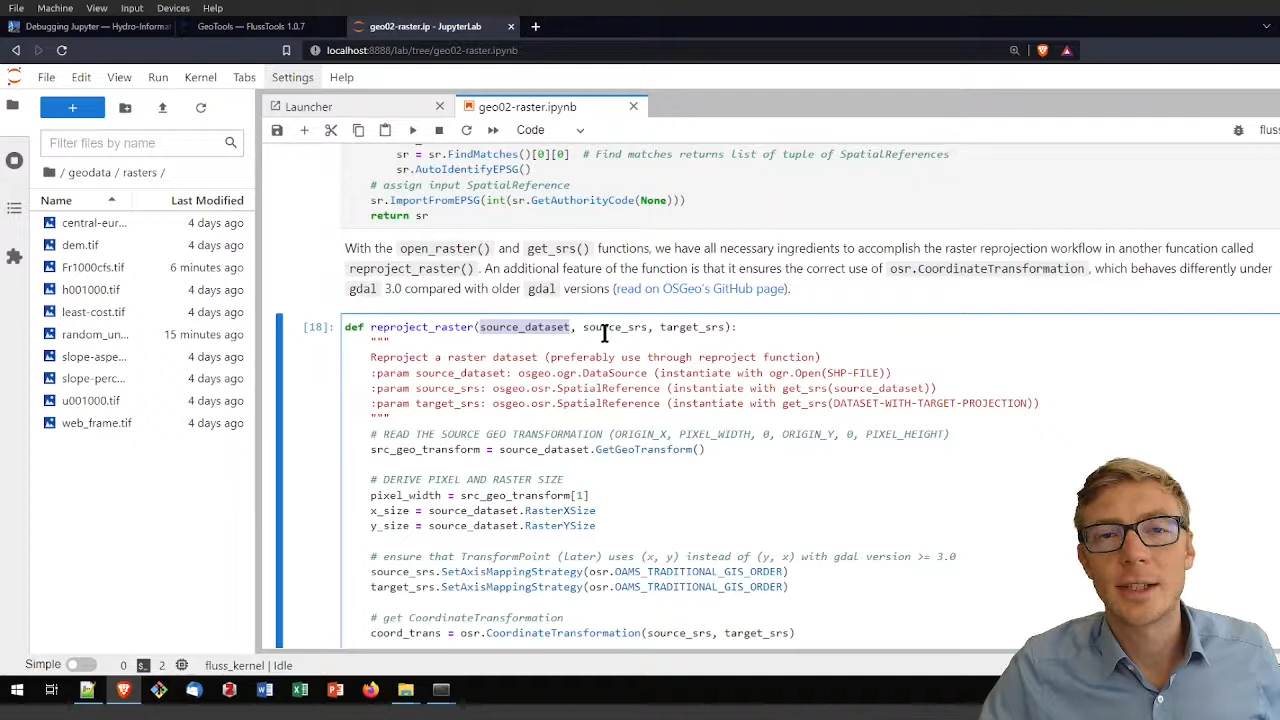 File Machine View Input Devices Help
Debugging Jupyter — Hydro-Informat
GeoTools — FlussTools 1.0.7
geo02-raster.ip - JupyterLab
localhost:8888/lab/tree/geo02-raster.ipynb
File Edit View Run Kernel Tabs Settings Help
Launcher
geo02-raster.ipynb
Code
fluss
Filter files by name
/ geodata / rasters /
Name Last Modified
central-eur... 4 days ago
dem.tif 4 days ago
Fr1000cfs.tif 6 minutes ago
h001000.tif 4 days ago
least-cost.tif 4 days ago
random_un... 15 minutes ago
slope-aspe... 4 days ago
slope-perc... 4 days ago
u001000.tif 4 days ago
web_frame.tif 4 days ago
sr = sr.FindMatches()[0][0] # Find matches returns list of tuple of SpatialReferences
sr.AutoIdentifyEPSG()
# assign input SpatialReference
sr.ImportFromEPSG(int(sr.GetAuthorityCode(None)))
return sr
With the open_raster() and get_srs() functions, we have all necessary ingredients to accomplish the raster reprojection workflow in another funcation called
reproject_raster() . An additional feature of the function is that it ensures the correct use of osr.CoordinateTransformation , which behaves differently under
gdal 3.0 compared with older gdal versions (read on OSGeo's GitHub page).
[18]: def reproject_raster(source_dataset, source_srs, target_srs):
"""
Reproject a raster dataset (preferably use through reproject function)
:param source_dataset: osgeo.ogr.DataSource (instantiate with ogr.Open(SHP-FILE))
:param source_srs: osgeo.osr.SpatialReference (instantiate with get_srs(source_dataset))
:param target_srs: osgeo.osr.SpatialReference (instantiate with get_srs(DATASET-WITH-TARGET-PROJECTION))
"""
# READ THE SOURCE GEO TRANSFORMATION (ORIGIN_X, PIXEL_WIDTH, 0, ORIGIN_Y, 0, PIXEL_HEIGHT)
src_geo_transform = source_dataset.GetGeoTransform()
# DERIVE PIXEL AND RASTER SIZE
pixel_width = src_geo_transform[1]
x_size = source_dataset.RasterXSize
y_size = source_dataset.RasterYSize
# ensure that TransformPoint (later) uses (x, y) instead of (y, x) with gdal version >= 3.0
source_srs.SetAxisMappingStrategy(osr.OAMS_TRADITIONAL_GIS_ORDER)
target_srs.SetAxisMappingStrategy(osr.OAMS_TRADITIONAL_GIS_ORDER)
# get CoordinateTransformation
coord_trans = osr.CoordinateTransformation(source_srs, target_srs)
Simple 0 2 fluss_kernel | Idle